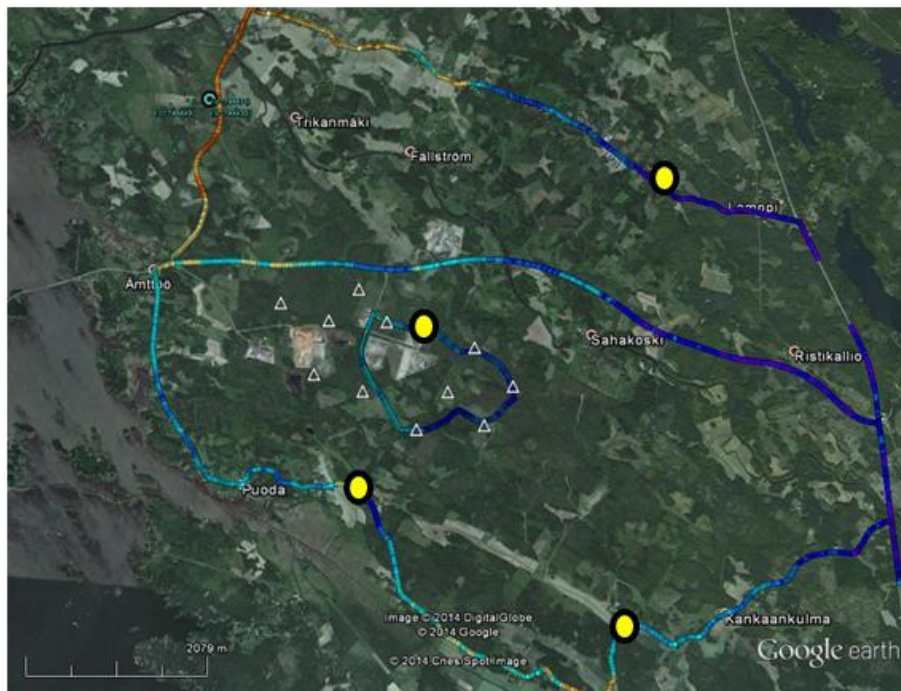 Trikanmäki
Fallström
Lamppi
Ämttöö
Sahakoski
Ristikallio
Puoda
Image © 2014 DigitalGlobe
© 2014 Google
Kankaankulma
Google earth
2079 m
© 2014 Cnes/Spot Image